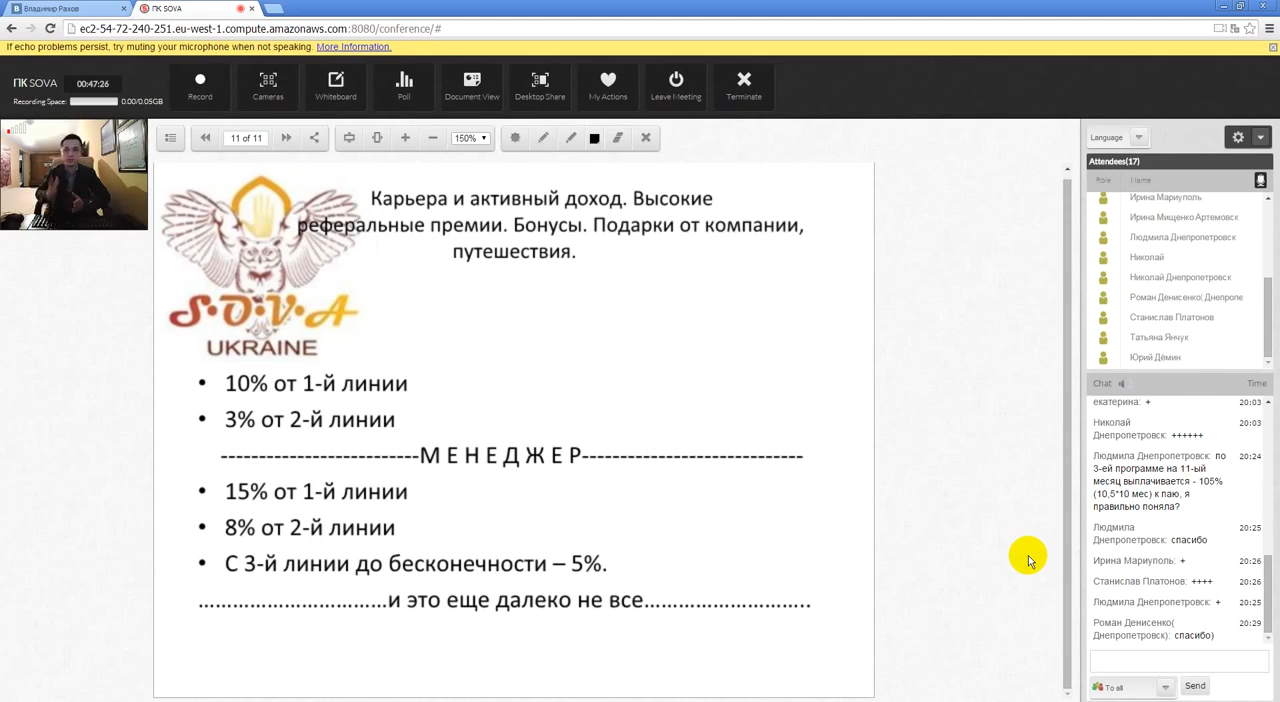 Владимир Рахов
ПК SOVA
ec2-54-72-240-251.eu-west-1.compute.amazonaws.com:8080/conference/#
If echo problems persist, try muting your microphone when not speaking. More Information.
ПК SOVA 00:47:26
Recording Space: 0.00/0.05GB
Record
Cameras
Whiteboard
Poll
Document View
Desktop Share
My Actions
Leave Meeting
Terminate
11 of 11
150%
Language
Карьера и активный доход. Высокие
реферальные премии. Бонусы. Подарки от компании,
путешествия.
S·O·V·A
UKRAINE
• 10% от 1-й линии
• 3% от 2-й линии
--------------------------М Е Н Е Д Ж Е Р-----------------------------
• 15% от 1-й линии
• 8% от 2-й линии
• С 3-й линии до бесконечности – 5%.
……………………………и это еще далеко не все……………………..
Attendees(17)
Role Name
Ирина Мариуполь
Ирина Мищенко Артемовск
Людмила Днепропетровск
Николай
Николай Днепропетровск
Роман Денисенко( Днепропе
Станислав Платонов
Татьяна Янчук
Юрий Дёмин
Chat Time
екатерина: + 20:03
Николай 20:03
Днепропетровск: ++++++
Людмила Днепропетровск: по 20:24
3-ей программе на 11-ый
месяц выплачивается - 105%
(10,5*10 мес) к паю, я
правильно поняла?
Людмила 20:25
Днепропетровск: спасибо
Ирина Мариуполь: + 20:26
Станислав Платонов: ++++ 20:26
Людмила Днепропетровск: + 20:25
Роман Денисенко( 20:29
Днепропетровск): спасибо)
To all
Send